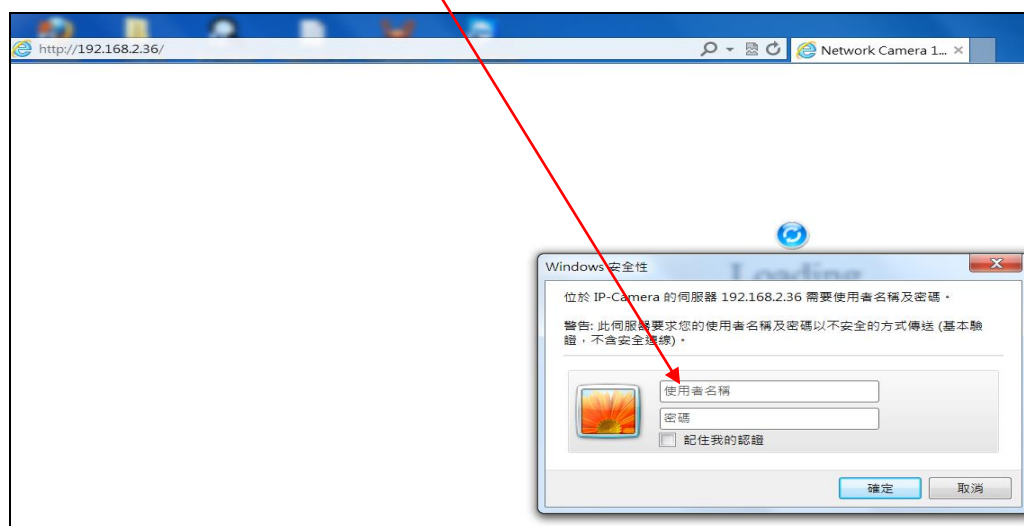 http://192.168.2.36/
Network Camera 1... ×
Loading
Windows 安全性
位於 IP-Camera 的伺服器 192.168.2.36 需要使用者名稱及密碼。
警告: 此伺服器要求您的使用者名稱及密碼以不安全的方式傳送 (基本驗
證，不含安全連線)。
使用者名稱
密碼
記住我的認證
確定
取消